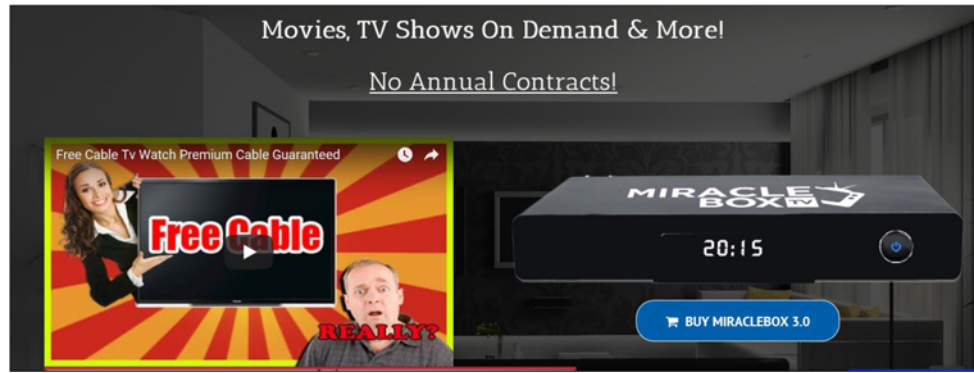 Movies, TV Shows On Demand & More!
No Annual Contracts!
Free Cable Tv Watch Premium Cable Guaranteed
Free Cable
REALLY?
MIRACLE
BOX TV
20:15
BUY MIRACLEBOX 3.0